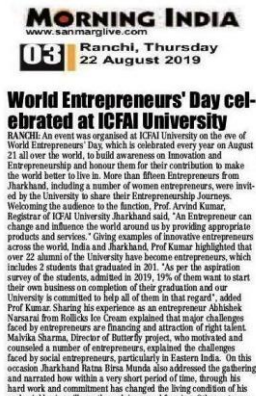 MORNING INDIA
www.sanmarglive.com
03 Ranchi, Thursday
22 August 2019
World Entrepreneurs' Day cel-
ebrated at ICFAI University
RANCHI: An event was organised at ICFAI University on the eve of
World Entrepreneurs' Day, which is celebrated every year on August
21 all over the world, to build awareness on Innovation and
Entrepreneurship and honour them for their contribution to make
the world better to live in. More than fifteen Entrepreneurs from
Jharkhand, including a number of women entrepreneurs, were invit-
ed by the University to share their Entrepreneurship Journeys.
Welcoming the audience to the function, Prof. Arvind Kumar,
Registrar of ICFAI University Jharkhand said, "An Entrepreneur can
change and influence the world around us by providing appropriate
products and services." Giving examples of innovative entrepreneurs
across the world, India and Jharkhand, Prof Kumar highlighted that
over 22 alumni of the University have become entrepreneurs, which
includes 2 students that graduated in 201. "As per the aspiration
survey of the students, admitted in 2019, 19% of them want to start
their own business on completion of their graduation and our
University is committed to help all of them in that regard", added
Prof Kumar. Sharing his experience as an entrepreneur Abhishek
Narsarai from Rollicks Ice Cream explained that major challenges
faced by entrepreneurs are financing and attraction of right talent.
Malvika Sharma, Director of Butterfly project, who motivated and
counseled a number of entrepreneurs, explained the challenges
faced by social entrepreneurs, particularly in Eastern India. On this
occasion Jharkhand Ratna Birsa Munda also addressed the gathering
and narrated how within a very short period of time, through his
hard work and commitment has changed the living condition of his